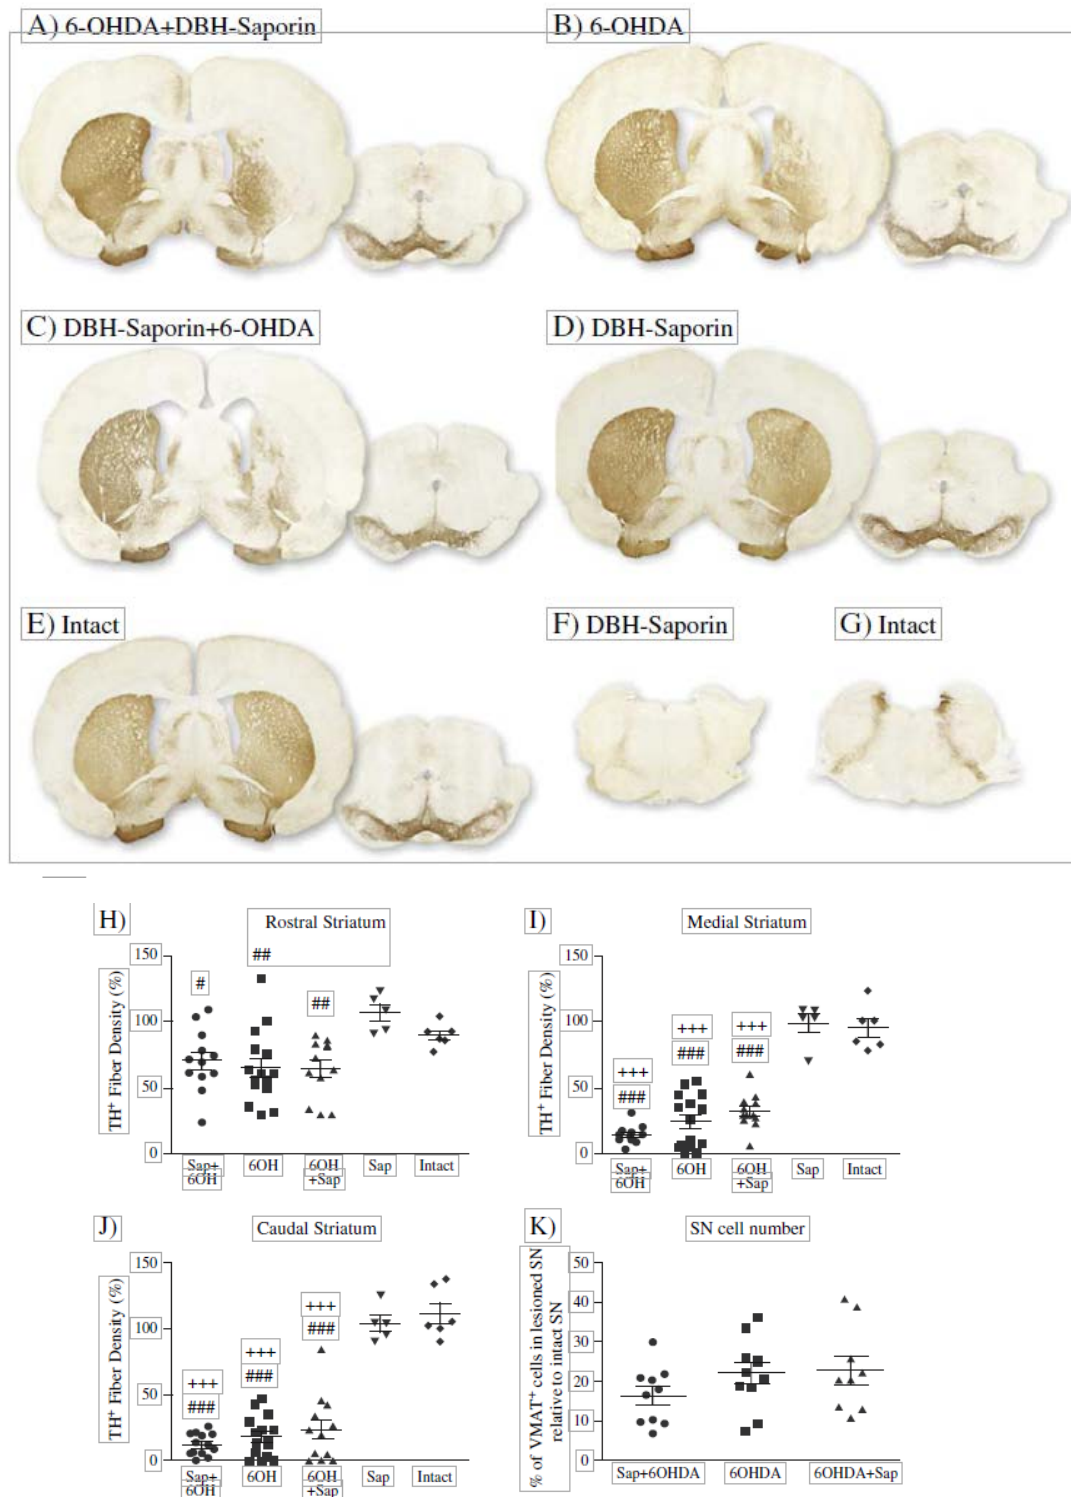 A) 6-OHDA+DBH-Saporin
B) 6-OHDA
C) DBH-Saporin+6-OHDA
D) DBH-Saporin
E) Intact
F) DBH-Saporin
G) Intact
H)
Rostral Striatum
TH+ Fiber Density (%)
150
100
50
0
#
##
##
Sap+
6OH
6OH
6OH
+Sap
Sap
Intact
I)
Medial Striatum
TH+ Fiber Density (%)
150
100
50
0
+++
###
+++
###
+++
###
Sap+
6OH
6OH
6OH
+Sap
Sap
Intact
J)
Caudal Striatum
TH+ Fiber Density (%)
150
100
50
0
+++
###
+++
###
+++
###
Sap+
6OH
6OH
6OH
+Sap
Sap
Intact
K)
SN cell number
% of VMAT+ cells in lesioned SN
relative to intact SN
50
40
30
20
10
0
Sap+6OHDA
6OHDA
6OHDA+Sap